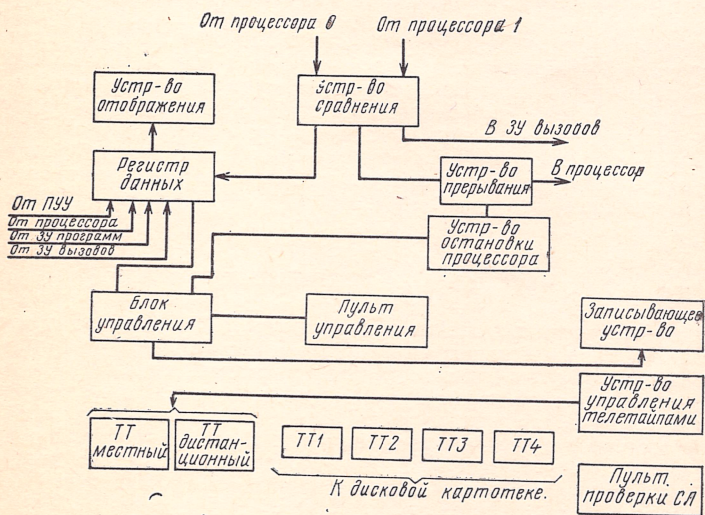 От процессора 0
От процессора 1
Устр-во
отображения
Устр-во
сравнения
В ЗУ вызовов
Регистр
данных
Устр-во
прерывания
В процессор
От ПУУ
От процессора
От ЗУ программ
От ЗУ вызовов
Устр-во
остановки
процессора
Блок
управления
Пульт
управления
Записывающее
устр-во
Устр-во
управления
телетайпами
ТТ
местный
ТТ
дистан-
ционный
ТТ1
ТТ2
ТТ3
ТТ4
К дисковой картотеке.
Пульт
проверки СА